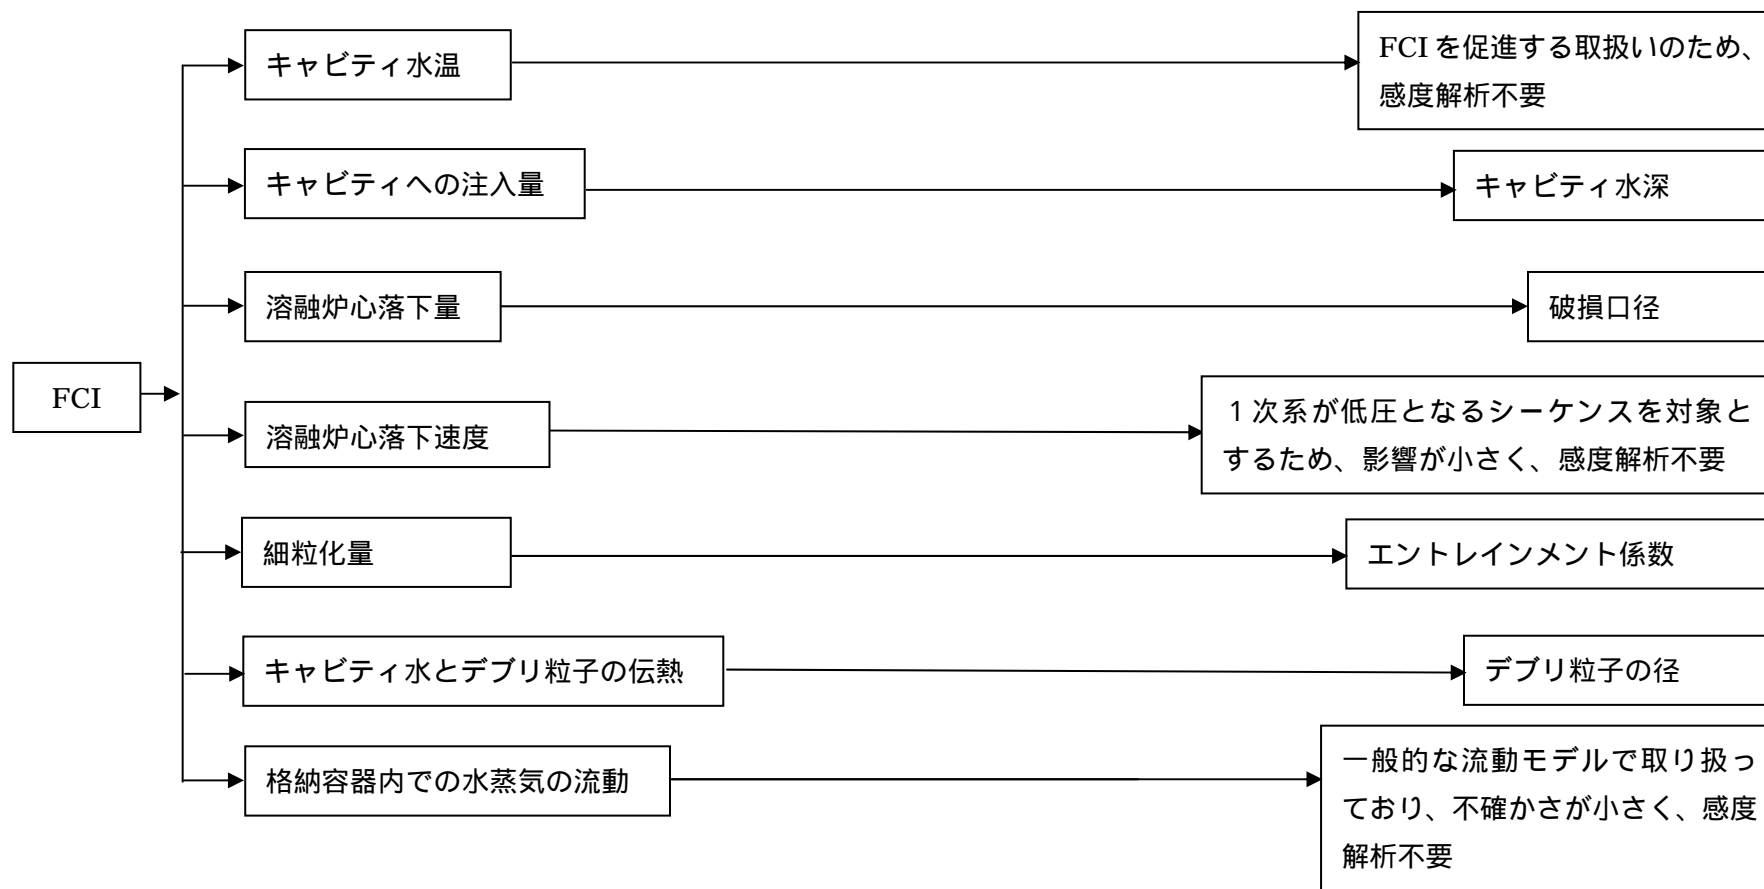 キャビティ水温
FCIを促進する取扱いのため、
感度解析不要
キャビティへの注入量
キャビティ水深
溶融炉心落下量
破損口径
FCI
溶融炉心落下速度
1次系が低圧となるシーケンスを対象と
するため、影響が小さく、感度解析不要
細粒化量
エントレインメント係数
キャビティ水とデブリ粒子の伝熱
デブリ粒子の径
格納容器内での水蒸気の流動
一般的な流動モデルで取り扱っ
ており、不確かさが小さく、感度
解析不要